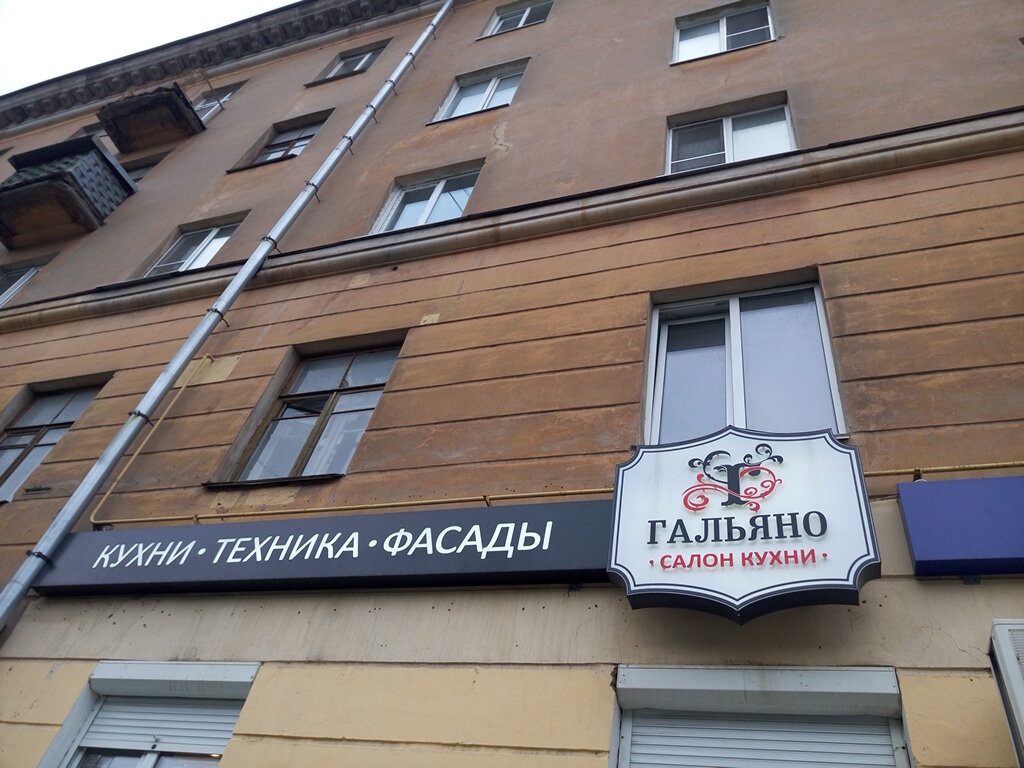 КУХНИ • ТЕХНИКА • ФАСАДЫ
ГАЛЬЯНО
• САЛОН КУХНИ •